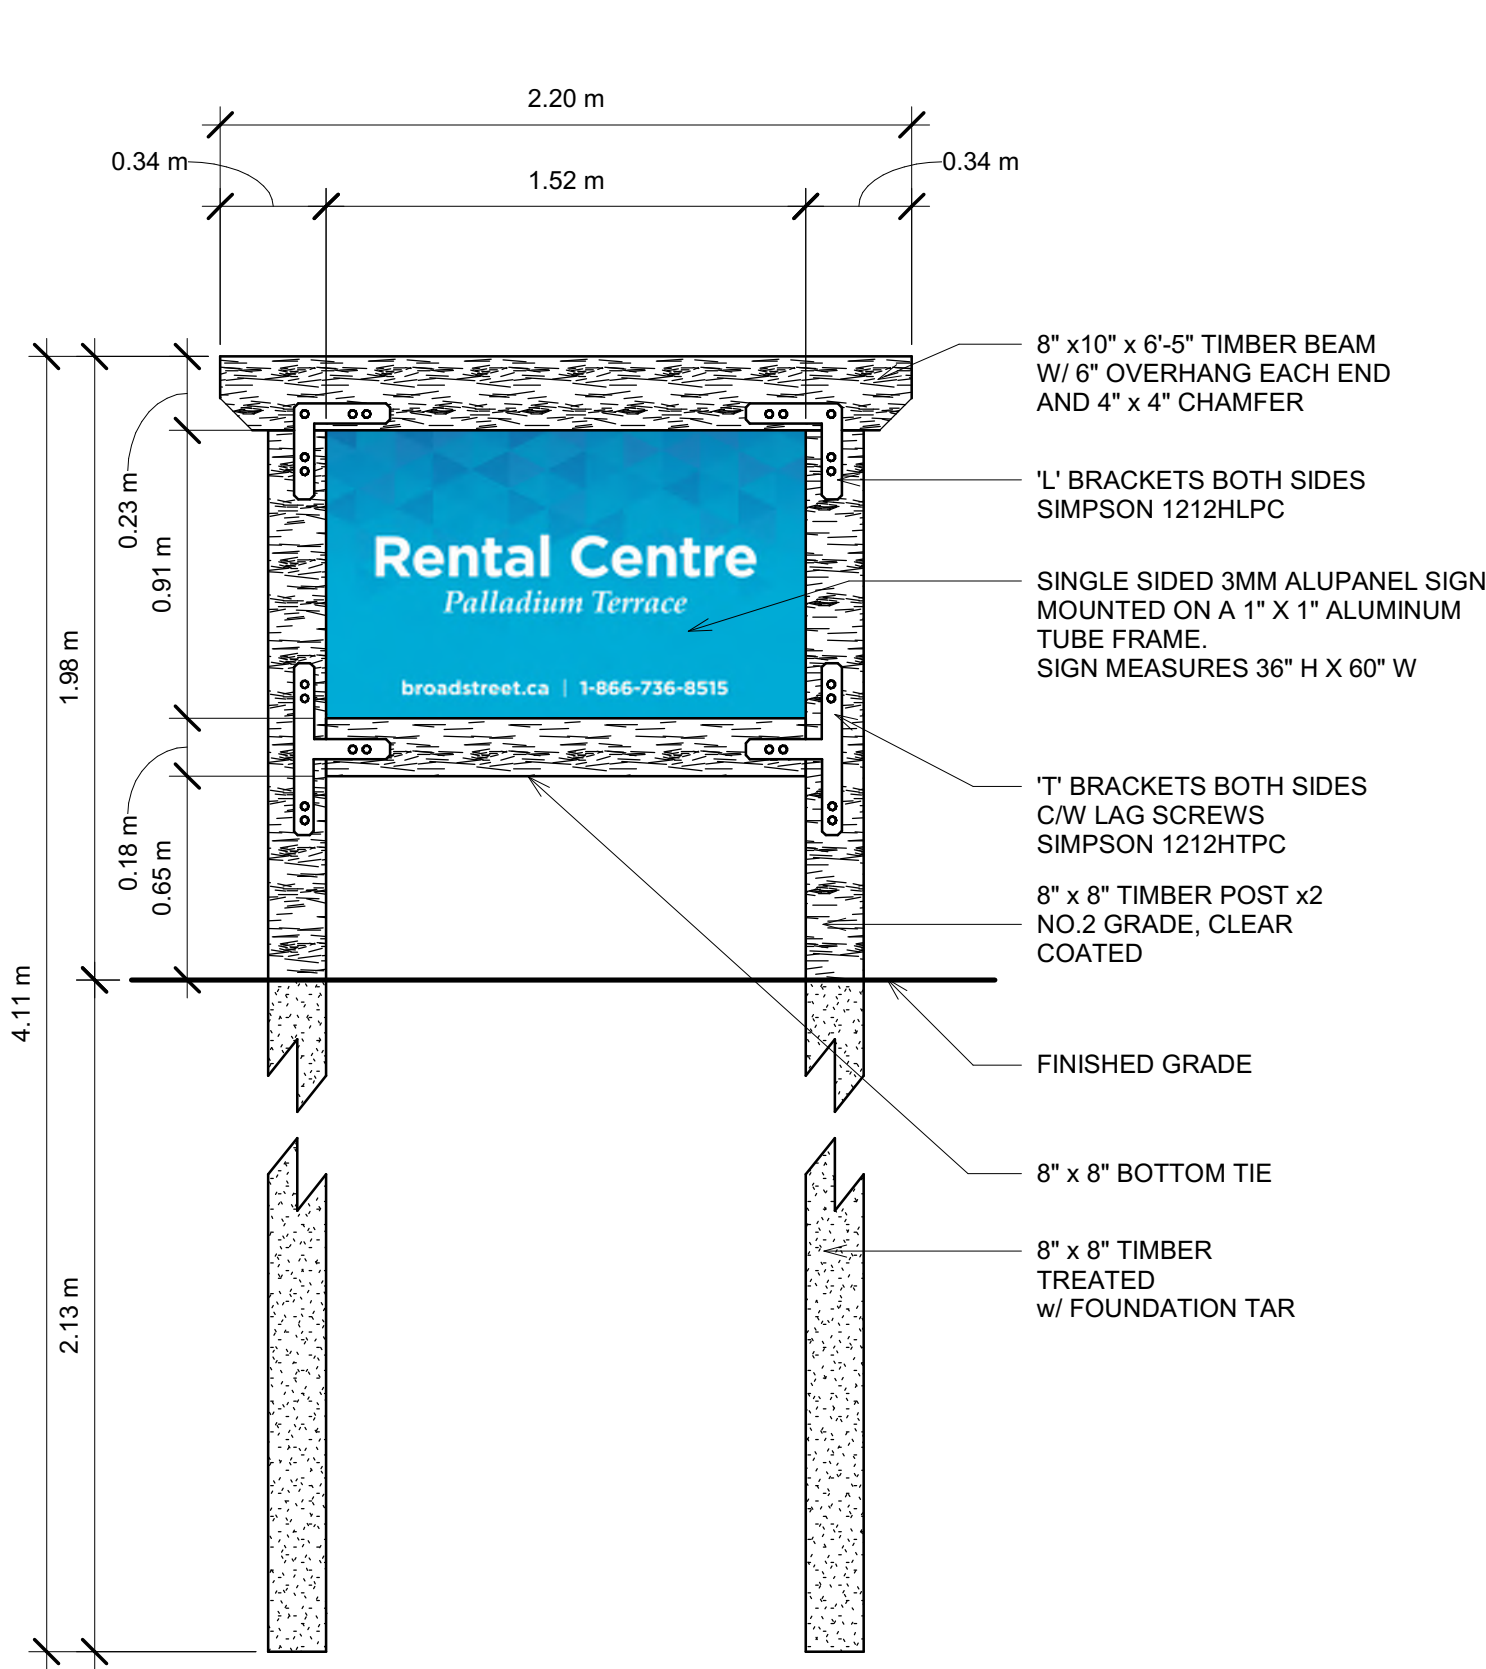 2.20 m
0.34 m
1.52 m
0.34 m
8" x10" x 6'-5" TIMBER BEAM
W/ 6" OVERHANG EACH END
AND 4" x 4" CHAMFER
'L' BRACKETS BOTH SIDES
SIMPSON 1212HLPC
0.23 m
0.91 m
Rental Centre
Palladium Terrace
broadstreet.ca | 1-866-736-8515
SINGLE SIDED 3MM ALUPANEL SIGN
MOUNTED ON A 1" X 1" ALUMINUM
TUBE FRAME.
SIGN MEASURES 36" H X 60" W
1.98 m
'T' BRACKETS BOTH SIDES
C/W LAG SCREWS
SIMPSON 1212HTPC
0.18 m
0.65 m
8" x 8" TIMBER POST x2
NO.2 GRADE, CLEAR
COATED
4.11 m
FINISHED GRADE
8" x 8" BOTTOM TIE
8" x 8" TIMBER
TREATED
w/ FOUNDATION TAR
2.13 m